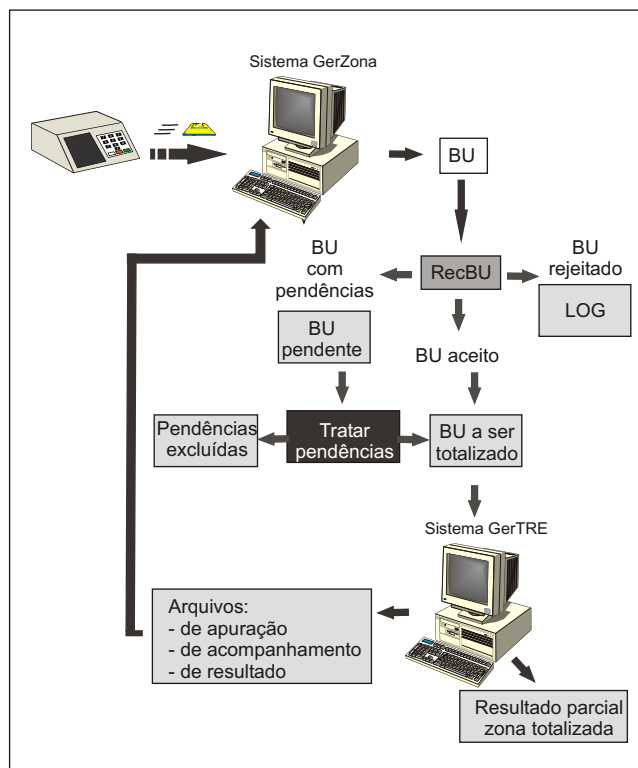 Sistema GerZona
BU
BU
com
pendências
RecBU
BU
rejeitado
LOG
BU
pendente
BU aceito
Pendências
excluídas
Tratar
pendências
BU a ser
totalizado
Sistema GerTRE
Arquivos:
- de apuração
- de acompanhamento
- de resultado
Resultado parcial
zona totalizada